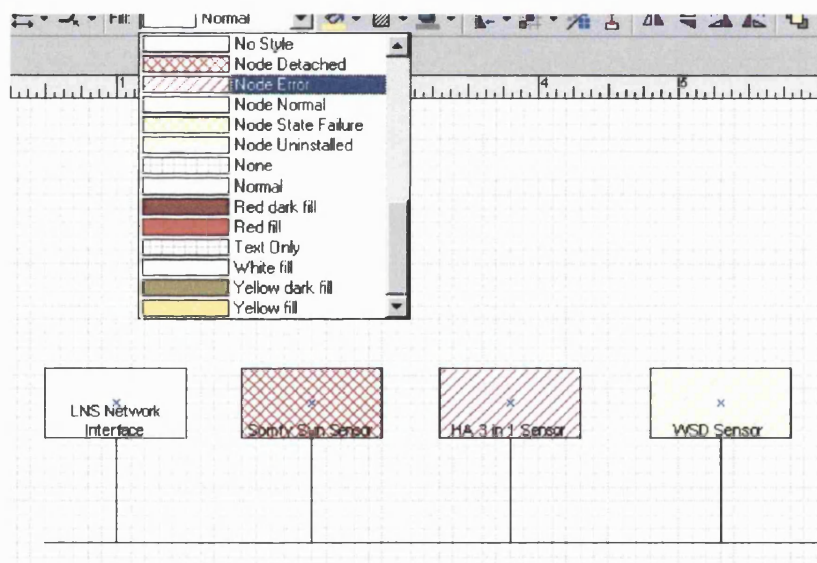 Fill: Normal
No Style
Node Detached
Node Error
Node Normal
Node State Failure
Node Uninstalled
None
Normal
Red dark fill
Red fill
Text Only
White fill
Yellow dark fill
Yellow fill
1 4 5
LNS Network
Interface
Somfy Sun Sensor
HA 3 in 1 Sensor
WSD Sensor